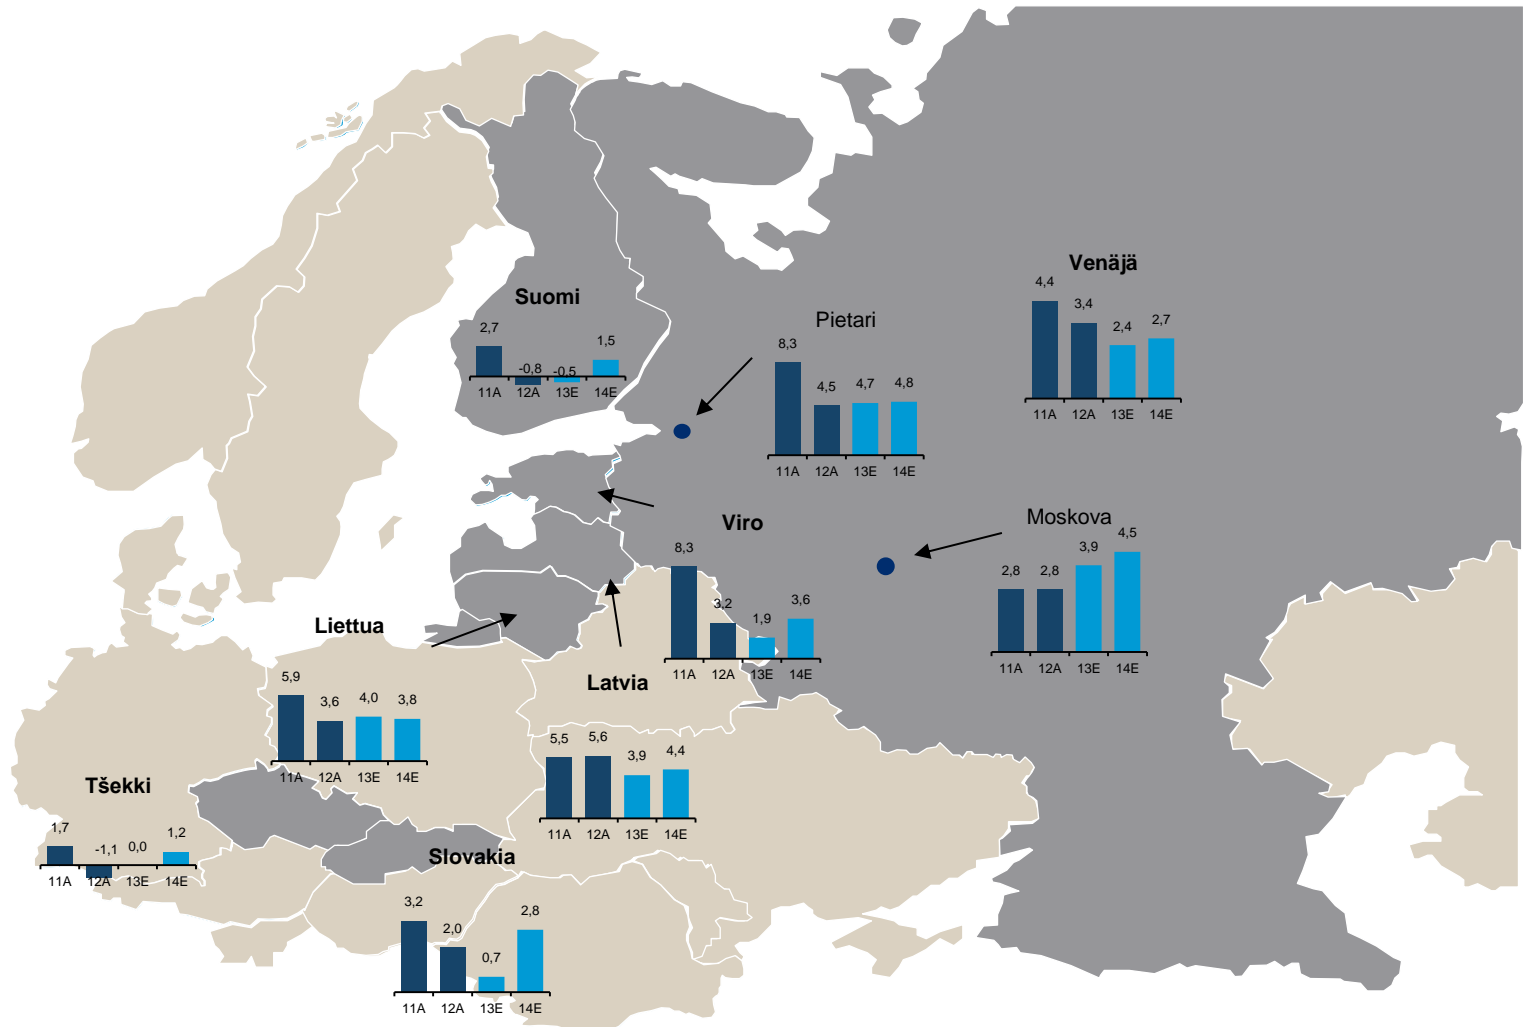 Suomi
2,7 -0,8 -0,5 1,5
11A 12A 13E 14E
Pietari
8,3 4,5 4,7 4,8
11A 12A 13E 14E
Venäjä
4,4 3,4 2,4 2,7
11A 12A 13E 14E
Viro
8,3 3,2 1,9 3,6
11A 12A 13E 14E
Moskova
2,8 2,8 3,9 4,5
11A 12A 13E 14E
Liettua
5,9 3,6 4,0 3,8
11A 12A 13E 14E
Latvia
5,5 5,6 3,9 4,4
11A 12A 13E 14E
Tšekki
1,7 -1,1 0,0 1,2
11A 12A 13E 14E
Slovakia
3,2 2,0 0,7 2,8
11A 12A 13E 14E